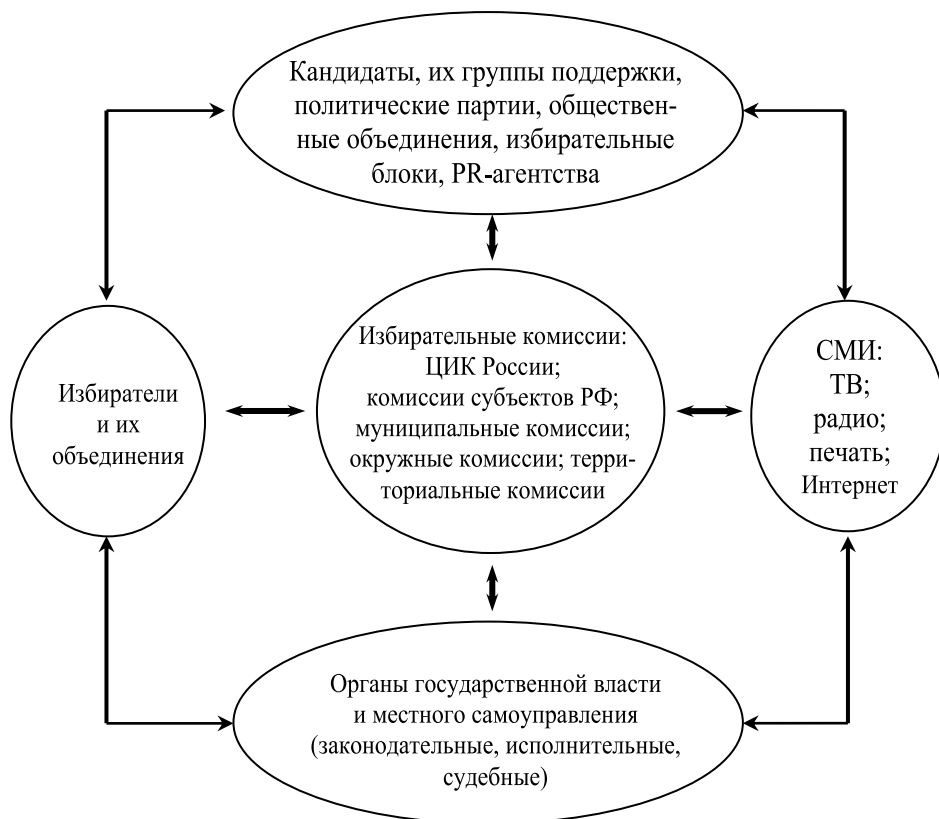 Кандидаты, их группы поддержки,
политические партии, обществен-
ные объединения, избирательные
блоки, PR-агентства
Избиратели
и их
объединения
Избирательные комиссии:
ЦИК России;
комиссии субъектов РФ;
муниципальные комиссии;
окружные комиссии; терри-
ториальные комиссии
СМИ:
ТВ;
радио;
печать;
Интернет
Органы государственной власти
и местного самоуправления
(законодательные, исполнительные,
судебные)